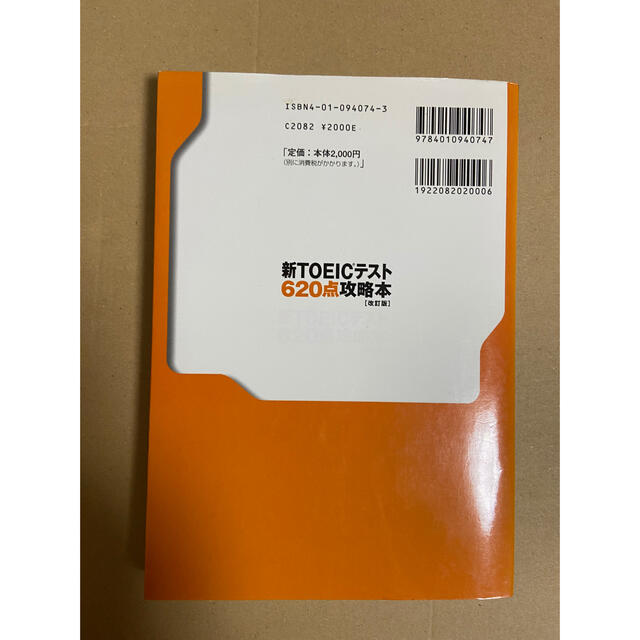 ISBN4-01-094074-3
C2082 ¥2000E
「定価：本体2,000円
（別に消費税がかかります。）」
9784010940747
1922082020006
新TOEIC®テスト
620点攻略本
【改訂版】